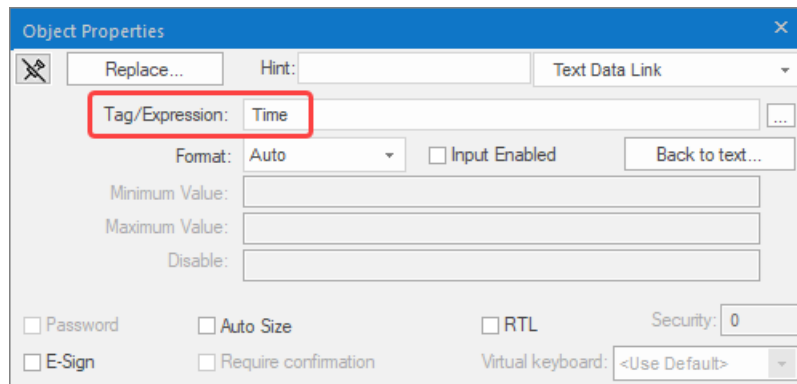 Object Properties
Replace... Hint: Text Data Link
Tag/Expression: Time ...
Format: Auto Input Enabled Back to text...
Minimum Value:
Maximum Value:
Disable:
Password Auto Size RTL Security: 0
E-Sign Require confirmation Virtual keyboard: <Use Default>